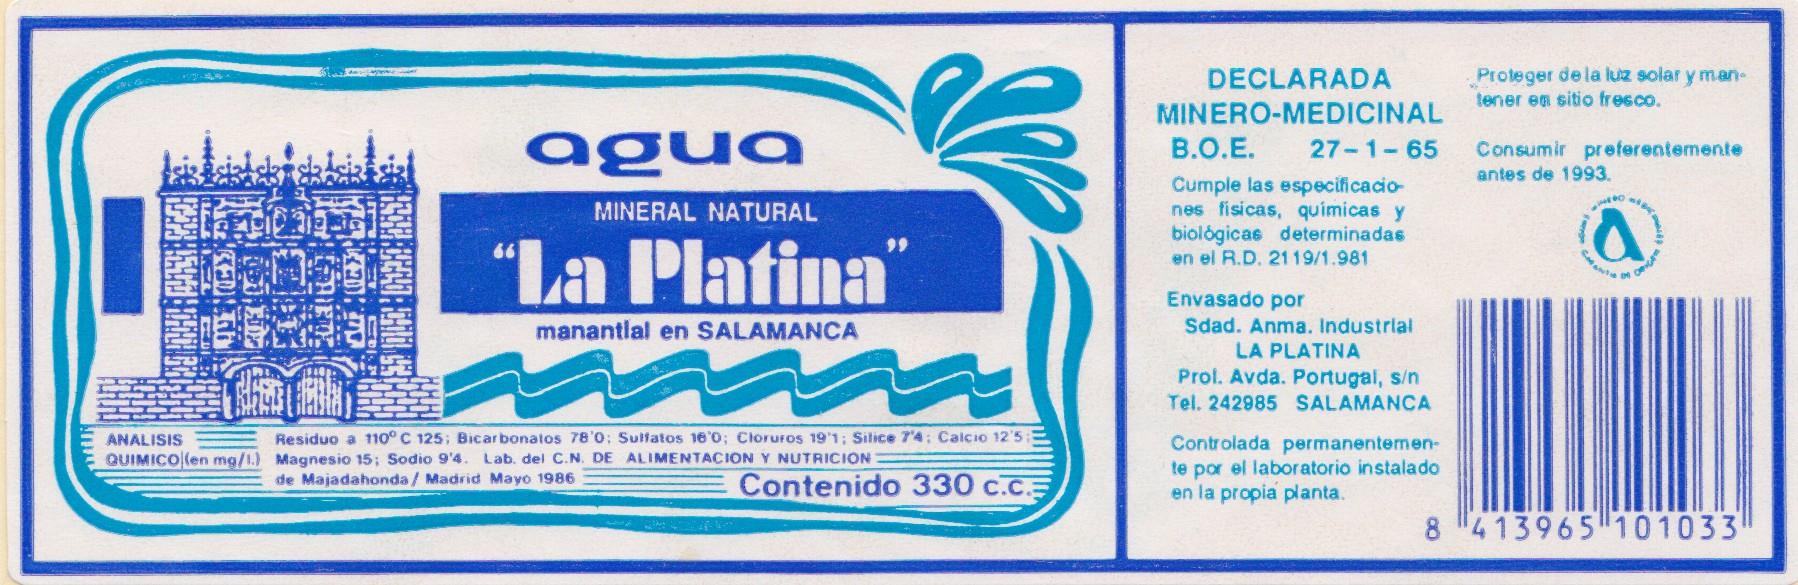 agua
MINERAL NATURAL
“La Platina”
manantial en SALAMANCA
ANALISIS
QUIMICO (en mg/l.)
Residuo a 110º C 125; Bicarbonatos 78'0; Sulfatos 16'0; Cloruros 19'1; Silice 7'4; Calcio 12'5;
Magnesio 15; Sodio 9'4. Lab. del C.N. DE ALIMENTACION Y NUTRICION
de Majadahonda / Madrid Mayo 1986
Contenido 330 c.c.
DECLARADA
MINERO-MEDICINAL
B.O.E. 27-1-65
Cumple las especificacio-
nes fisicas, químicas y
biológicas determinadas
en el R.D. 2119/1.981
Envasado por
Sdad. Anma. Industrial
LA PLATINA
Prol. Avda. Portugal, s/n
Tel. 242985 SALAMANCA
Controlada permanentemen-
te por el laboratorio instalado
en la propia planta.
Proteger de la luz solar y man-
tener en sitio fresco.
Consumir preferentemente
antes de 1993.
8 413965 101033